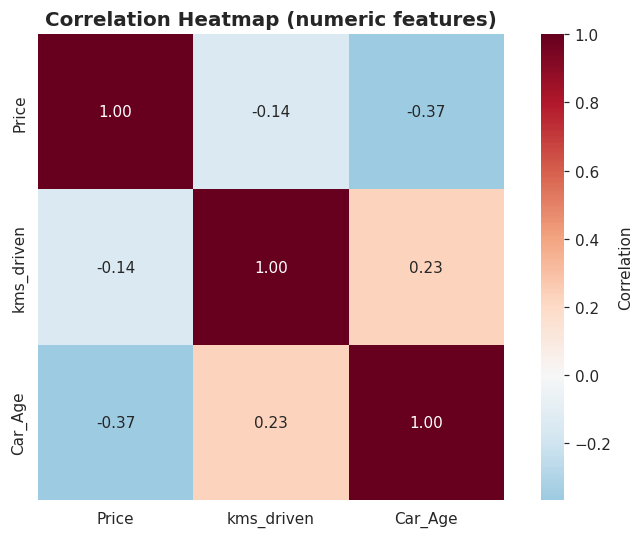 Correlation Heatmap (numeric features)
Price
1.00
-0.14
-0.37
kms_driven
-0.14
1.00
0.23
Car_Age
-0.37
0.23
1.00
Price
kms_driven
Car_Age
1.0
0.8
0.6
0.4
0.2
0.0
−0.2
Correlation